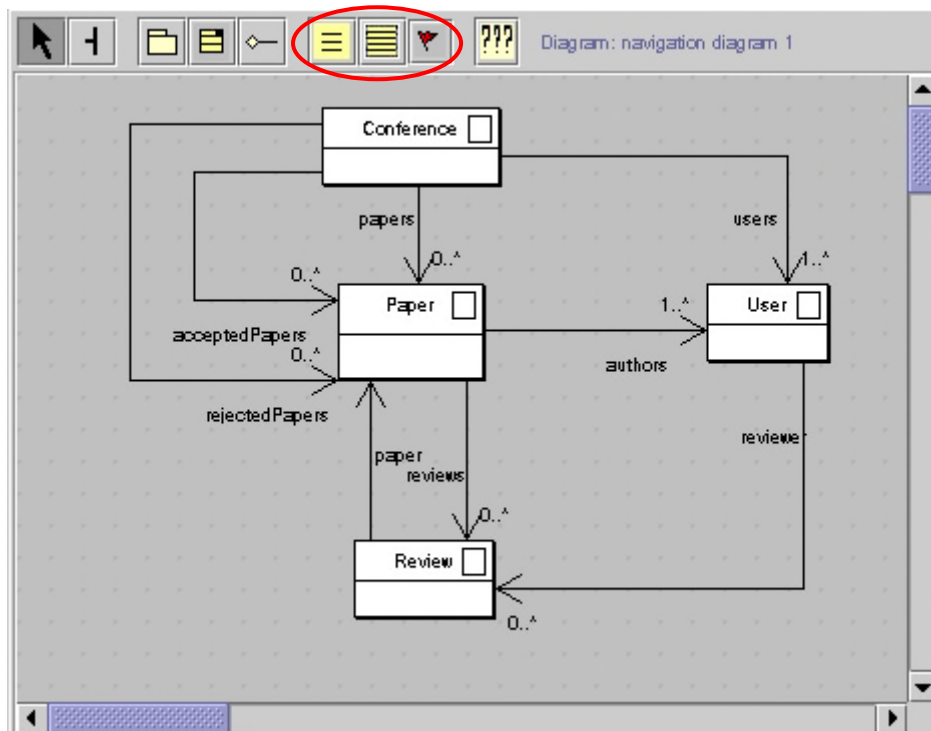 ??? Diagram: navigation diagram 1
Conference
papers
users
0..^
1..^
0..^
Paper
1..^
User
acceptedPapers
0..^
authors
rejectedPapers
reviewer
paper
reviews
0..^
Review
0..^